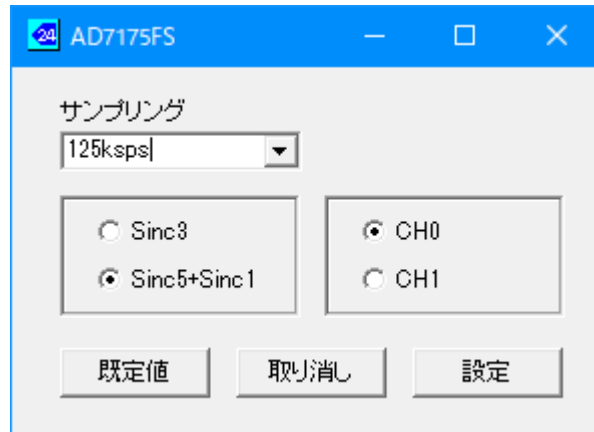 24 AD7175FS
サンプリング
125ksps
Sinc3
Sinc5+Sinc1
CH0
CH1
既定値 取り消し 設定